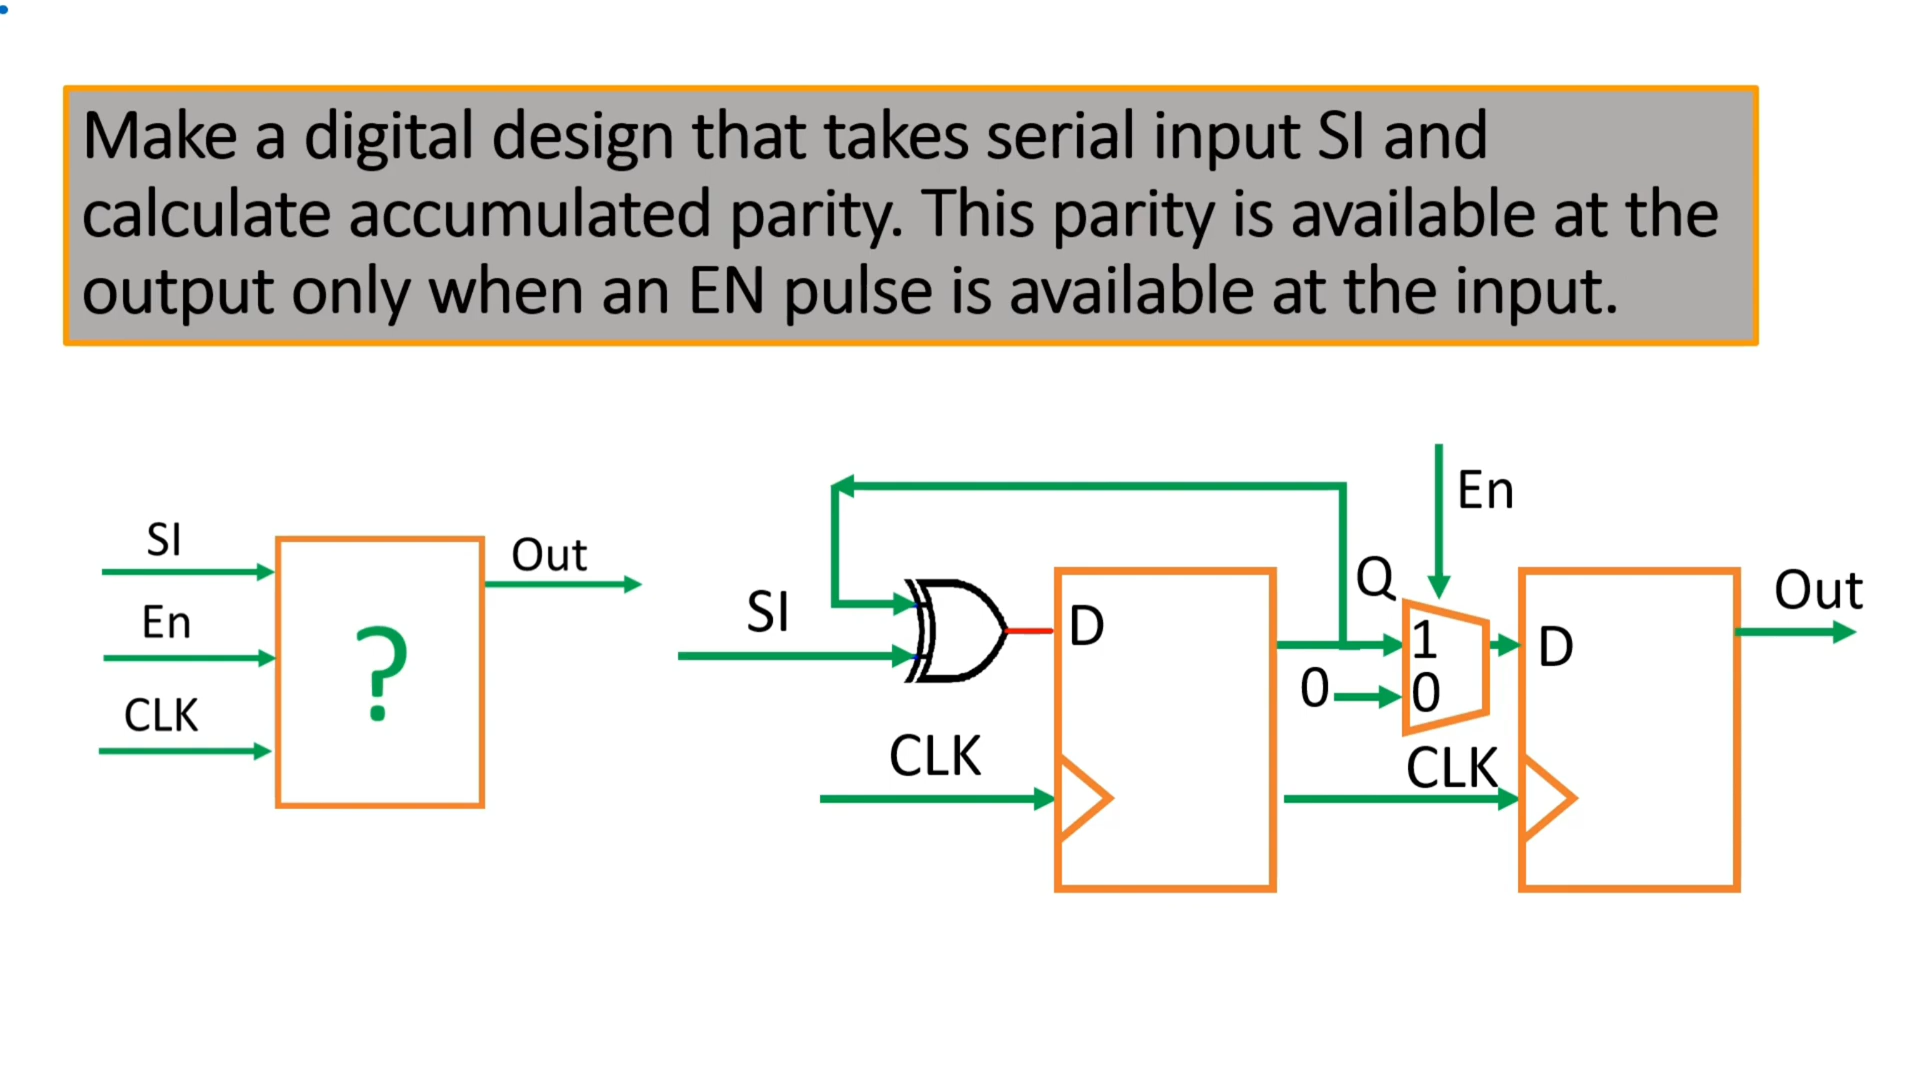 Make a digital design that takes serial input SI and
calculate accumulated parity. This parity is available at the
output only when an EN pulse is available at the input.
SI
En
CLK
?
Out
SI
CLK
D
Q
0
En
1
0
CLK
D
Out